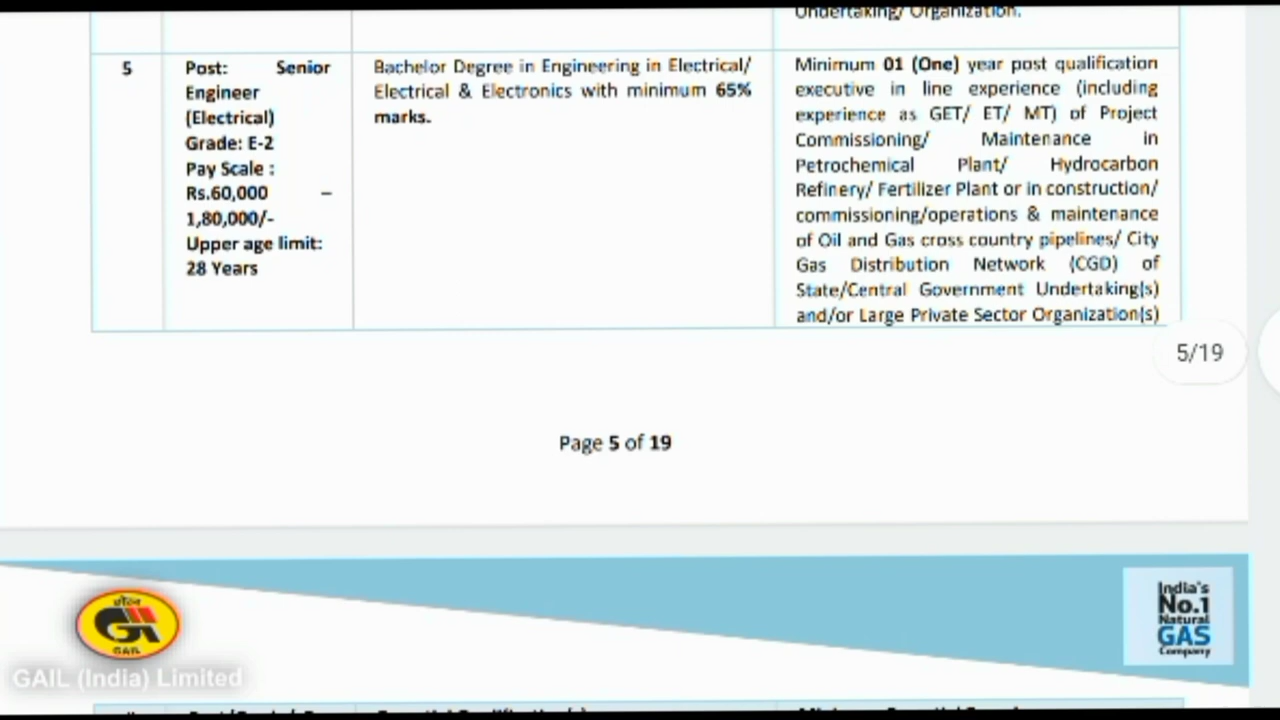 Undertaking/ Organization.
5
Post: Senior
Engineer
(Electrical)
Grade: E-2
Pay Scale :
Rs.60,000 –
1,80,000/-
Upper age limit:
28 Years
Bachelor Degree in Engineering in Electrical/
Electrical & Electronics with minimum 65%
marks.
Minimum 01 (One) year post qualification
executive in line experience (including
experience as GET/ ET/ MT) of Project
Commissioning/ Maintenance in
Petrochemical Plant/ Hydrocarbon
Refinery/ Fertilizer Plant or in construction/
commissioning/operations & maintenance
of Oil and Gas cross country pipelines/ City
Gas Distribution Network (CGD) of
State/Central Government Undertaking(s)
and/or Large Private Sector Organization(s)
5/19
Page 5 of 19
गेल
GAIL
GAIL (India) Limited
India's
No.1
Natural
GAS
Company